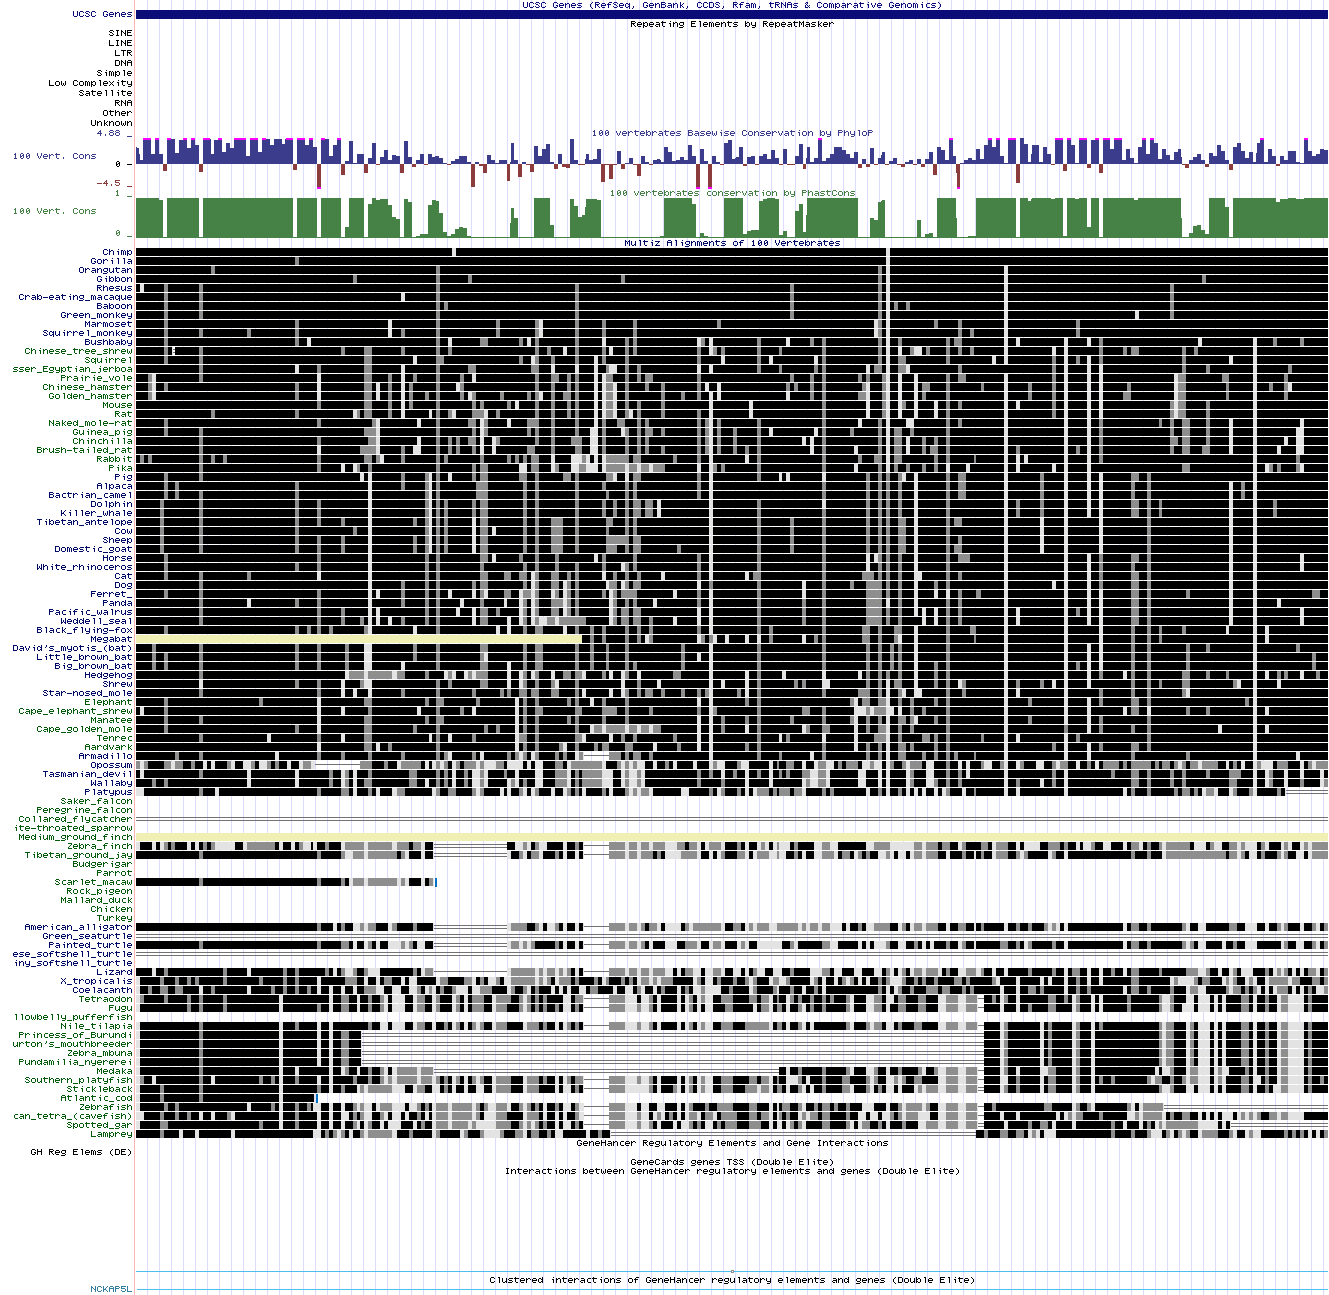 UCSC Genes (RefSeq, GenBank, CCDS, Rfam, tRNAs & Comparative Genomics)
UCSC Genes
Repeating Elements by RepeatMasker
SINE
LINE
LTR
DNA
Simple
Low Complexity
Satellite
RNA
Other
Unknown
100 vertebrates Basewise Conservation by PhyloP
4.88 _
100 Vert. Cons
0 _
-4.5 _
100 vertebrates conservation by PhastCons
1 _
100 Vert. Cons
0 _
Multiz Alignments of 100 Vertebrates
Chimp
Gorilla
Orangutan
Gibbon
Rhesus
Crab-eating_macaque
Baboon
Green_monkey
Marmoset
Squirrel_monkey
Bushbaby
Chinese_tree_shrew
Squirrel
sser_Egyptian_jerboa
Prairie_vole
Chinese_hamster
Golden_hamster
Mouse
Rat
Naked_mole-rat
Guinea_pig
Chinchilla
Brush-tailed_rat
Rabbit
Pika
Pig
Alpaca
Bactrian_camel
Dolphin
Killer_whale
Tibetan_antelope
Cow
Sheep
Domestic_goat
Horse
White_rhinoceros
Cat
Dog
Ferret_
Panda
Pacific_walrus
Weddell_seal
Black_flying-fox
Megabat
David's_myotis_(bat)
Little_brown_bat
Big_brown_bat
Hedgehog
Shrew
Star-nosed_mole
Elephant
Cape_elephant_shrew
Manatee
Cape_golden_mole
Tenrec
Aardvark
Armadillo
Opossum
Tasmanian_devil
Wallaby
Platypus
Saker_falcon
Peregrine_falcon
Collared_flycatcher
ite-throated_sparrow
Medium_ground_finch
Zebra_finch
Tibetan_ground_jay
Budgerigar
Parrot
Scarlet_macaw
Rock_pigeon
Mallard_duck
Chicken
Turkey
American_alligator
Green_seaturtle
Painted_turtle
ese_softshell_turtle
iny_softshell_turtle
Lizard
X_tropicalis
Coelacanth
Tetraodon
Fugu
llowbelly_pufferfish
Nile_tilapia
Princess_of_Burundi
urton's_mouthbreeder
Zebra_mbuna
Pundamilia_nyererei
Medaka
Southern_platyfish
Stickleback
Atlantic_cod
Zebrafish
can_tetra_(cavefish)
Spotted_gar
Lamprey
GeneHancer Regulatory Elements and Gene Interactions
GH Reg Elems (DE)
GeneCards genes TSS (Double Elite)
Interactions between GeneHancer regulatory elements and genes (Double Elite)
Clustered interactions of GeneHancer regulatory elements and genes (Double Elite)
NCKAP5L